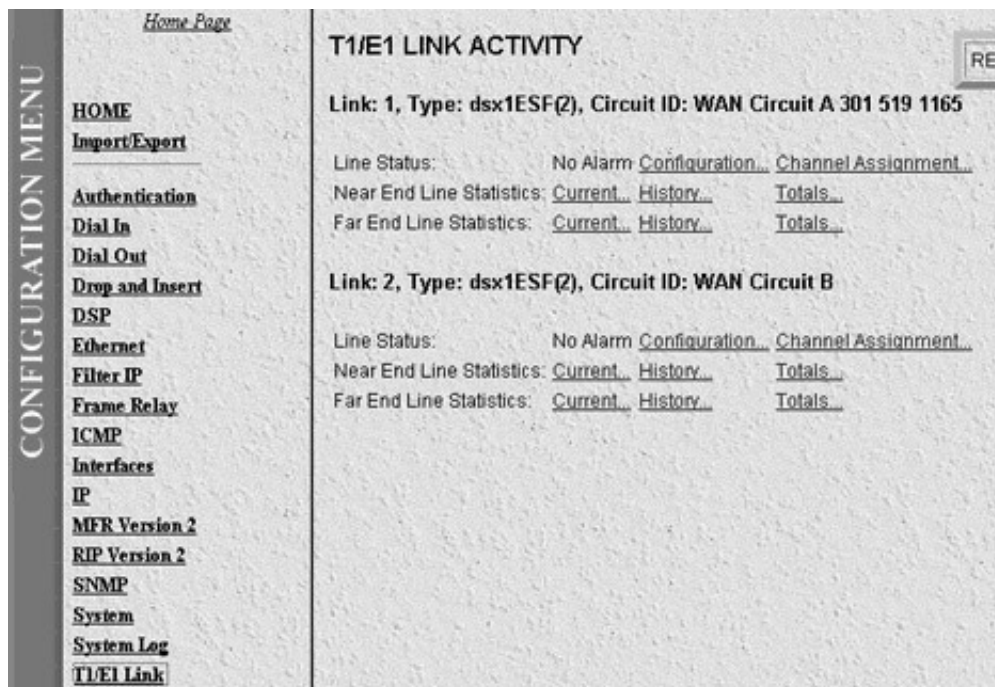 CONFIGURATION MENU
Home Page
HOME
Import/Export
Authentication
Dial In
Dial Out
Drop and Insert
DSP
Ethernet
Filter IP
Frame Relay
ICMP
Interfaces
IP
MFR Version 2
RIP Version 2
SNMP
System
System Log
T1/E1 Link
T1/E1 LINK ACTIVITY
RE
Link: 1, Type: dsx1ESF(2), Circuit ID: WAN Circuit A 301 519 1165
Line Status: No Alarm Configuration... Channel Assignment...
Near End Line Statistics: Current... History... Totals...
Far End Line Statistics: Current... History... Totals...
Link: 2, Type: dsx1ESF(2), Circuit ID: WAN Circuit B
Line Status: No Alarm Configuration... Channel Assignment...
Near End Line Statistics: Current... History... Totals...
Far End Line Statistics: Current... History... Totals...